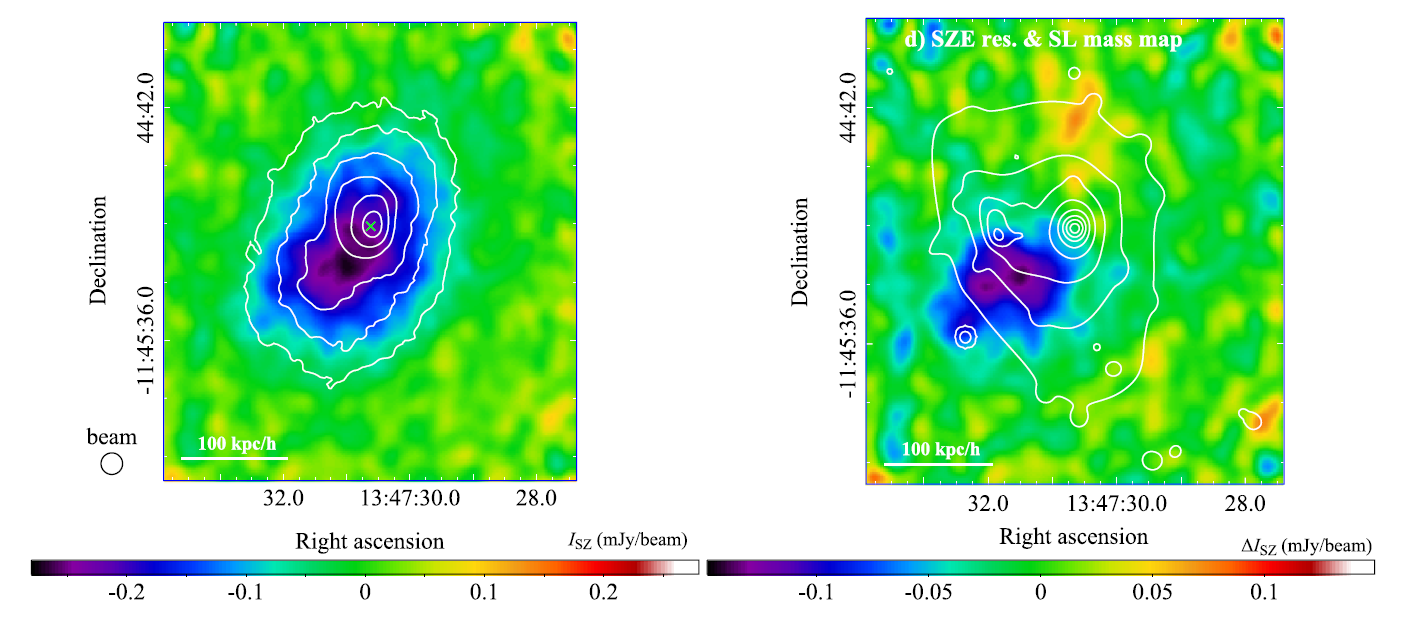 44:42.0
-11:45:36.0
Declination
beam
100 kpc/h
32.0 13:47:30.0 28.0
Right ascension
I_SZ (mJy/beam)
-0.2 -0.1 0 0.1 0.2
d) SZE res. & SL mass map
44:42.0
-11:45:36.0
Declination
100 kpc/h
32.0 13:47:30.0 28.0
Right ascension
ΔI_SZ (mJy/beam)
-0.1 -0.05 0 0.05 0.1